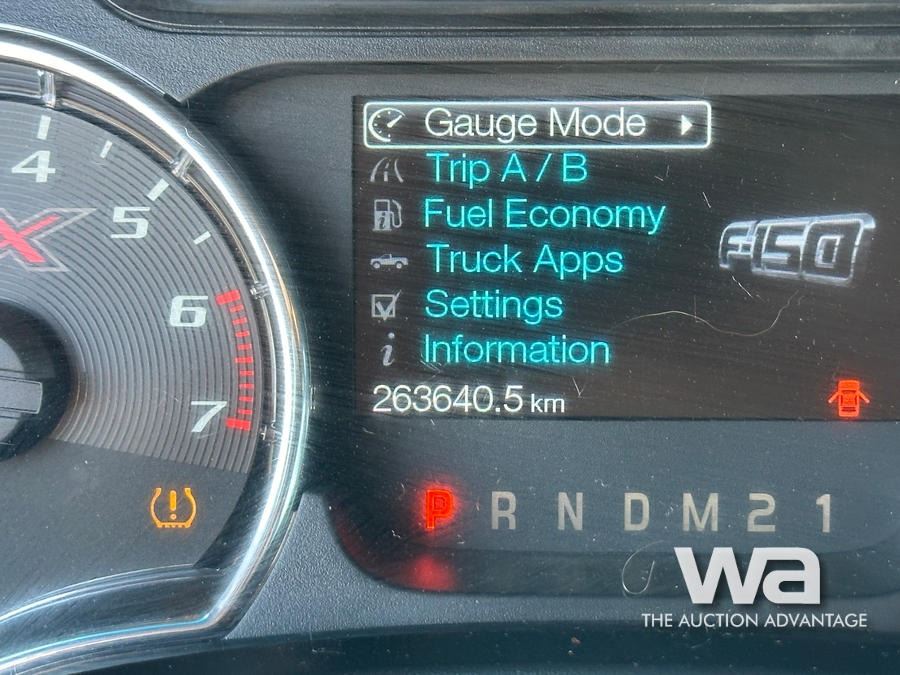 4
5
6
7
X
Gauge Mode
Trip A / B
Fuel Economy
Truck Apps
Settings
Information
263640.5 km
F-150
P R N D M 2 1
wa
THE AUCTION ADVANTAGE